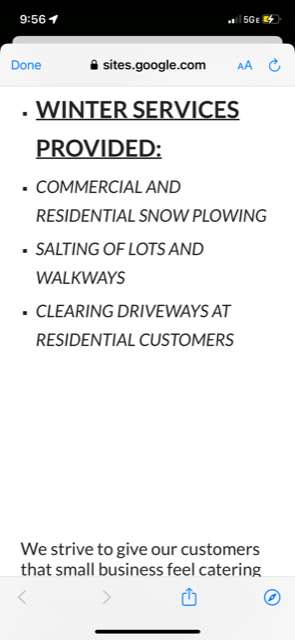 9:56
5GE
Done
sites.google.com
AA
WINTER SERVICES
PROVIDED:
COMMERCIAL AND
RESIDENTIAL SNOW PLOWING
SALTING OF LOTS AND
WALKWAYS
CLEARING DRIVEWAYS AT
RESIDENTIAL CUSTOMERS
We strive to give our customers
that small business feel catering